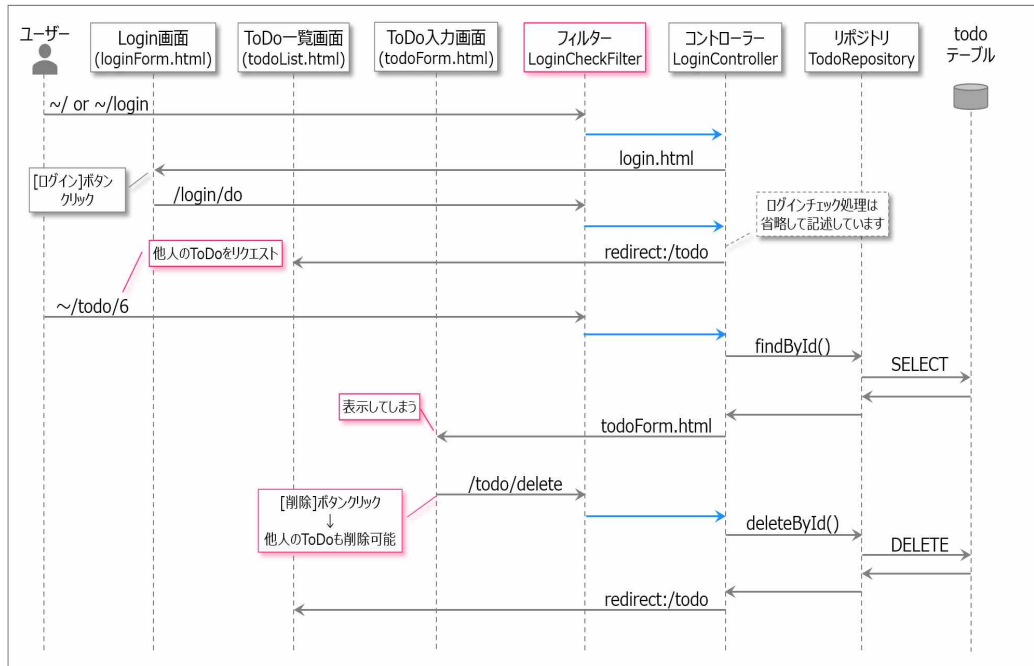 ユーザー
Login画面
(loginForm.html)
ToDo一覧画面
(todoList.html)
ToDo入力画面
(todoForm.html)
フィルター
LoginCheckFilter
コントローラー
LoginController
リポジトリ
TodoRepository
todo
テーブル
~/ or ~/login
login.html
[ログイン]ボタン
クリック
/login/do
ログインチェック処理は
省略して記述しています
他人のToDoをリクエスト
redirect:/todo
～/todo/6
findById()
SELECT
表示してしまう
todoForm.html
/todo/delete
[削除]ボタンクリック
↓
他人のToDoも削除可能
deleteById()
DELETE
redirect:/todo